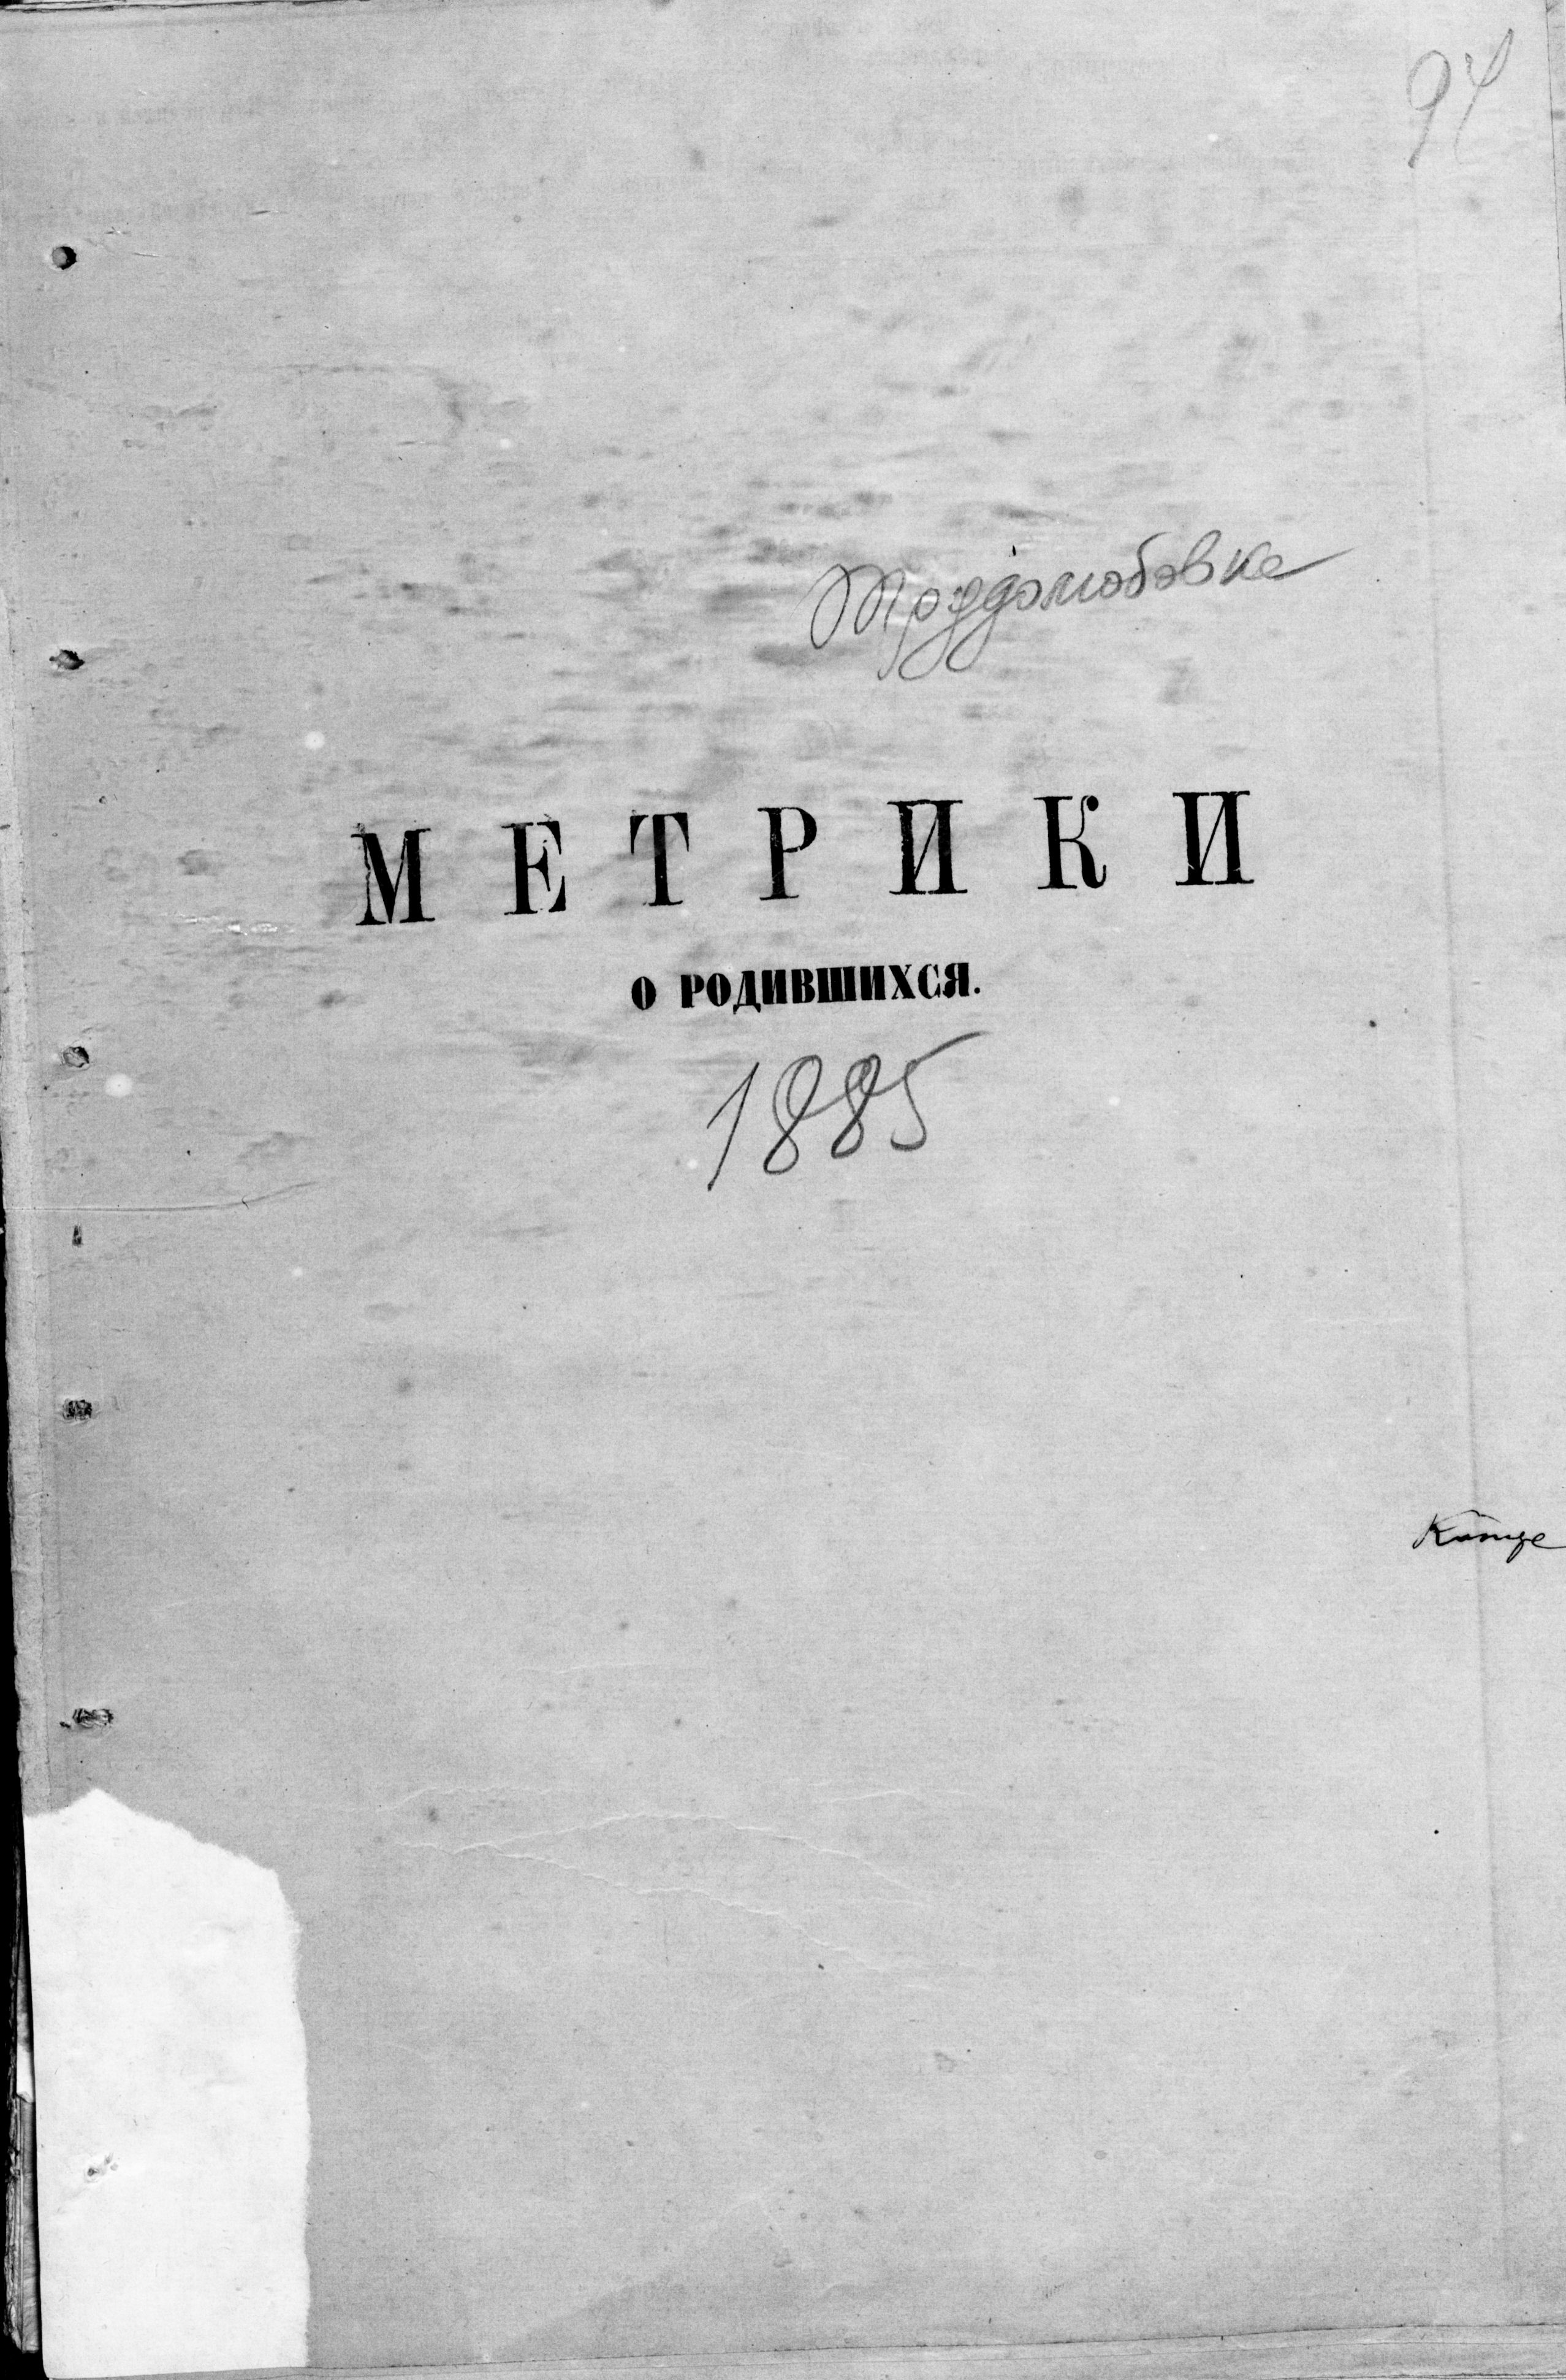 94
Трудолюбовка
МЕТРИКИ
О РОДИВШИХСЯ.
1885